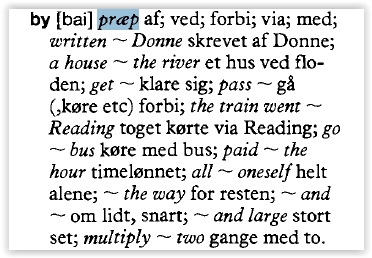 by [bai] præp af; ved; forbi; via; med;
written ~ Donne skrevet af Donne;
a house ~ the river et hus ved flo-
den; get ~ klare sig; pass ~ gå
(,køre etc) forbi; the train went ~
Reading toget kørte via Reading; go
~ bus køre med bus; paid ~ the
hour timelønnet; all ~ oneself helt
alene; ~ the way for resten; ~ and
~ om lidt, snart; ~ and large stort
set; multiply ~ two gange med to.